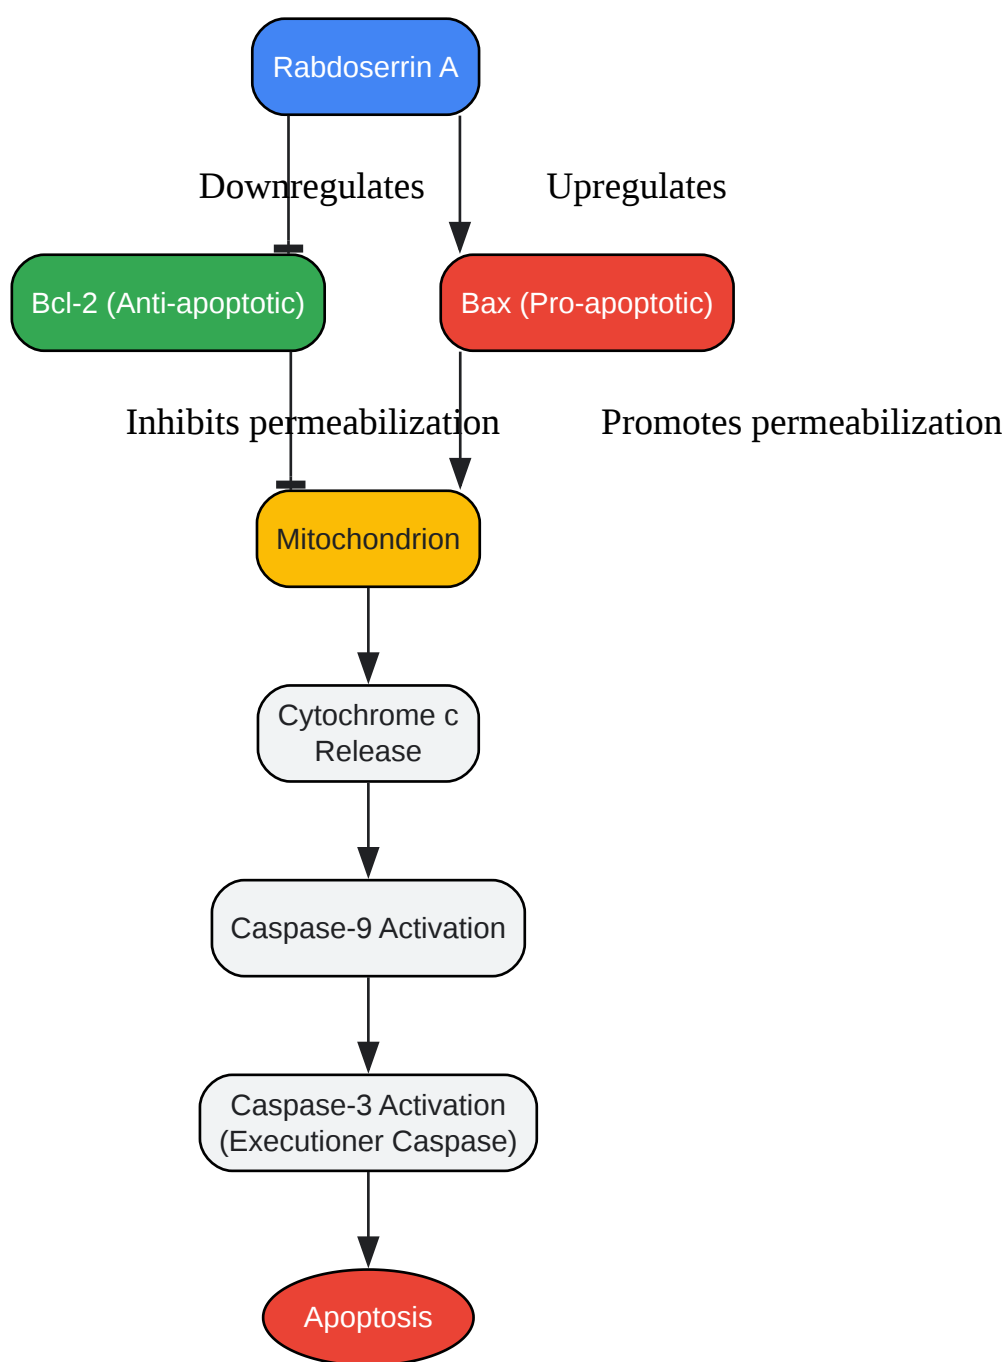 Rabdoserrin A
Downregulates
Upregulates
Bcl-2 (Anti-apoptotic)
Bax (Pro-apoptotic)
Inhibits permeabilization
Promotes permeabilization
Mitochondrion
Cytochrome c
Release
Caspase-9 Activation
Caspase-3 Activation
(Executioner Caspase)
Apoptosis